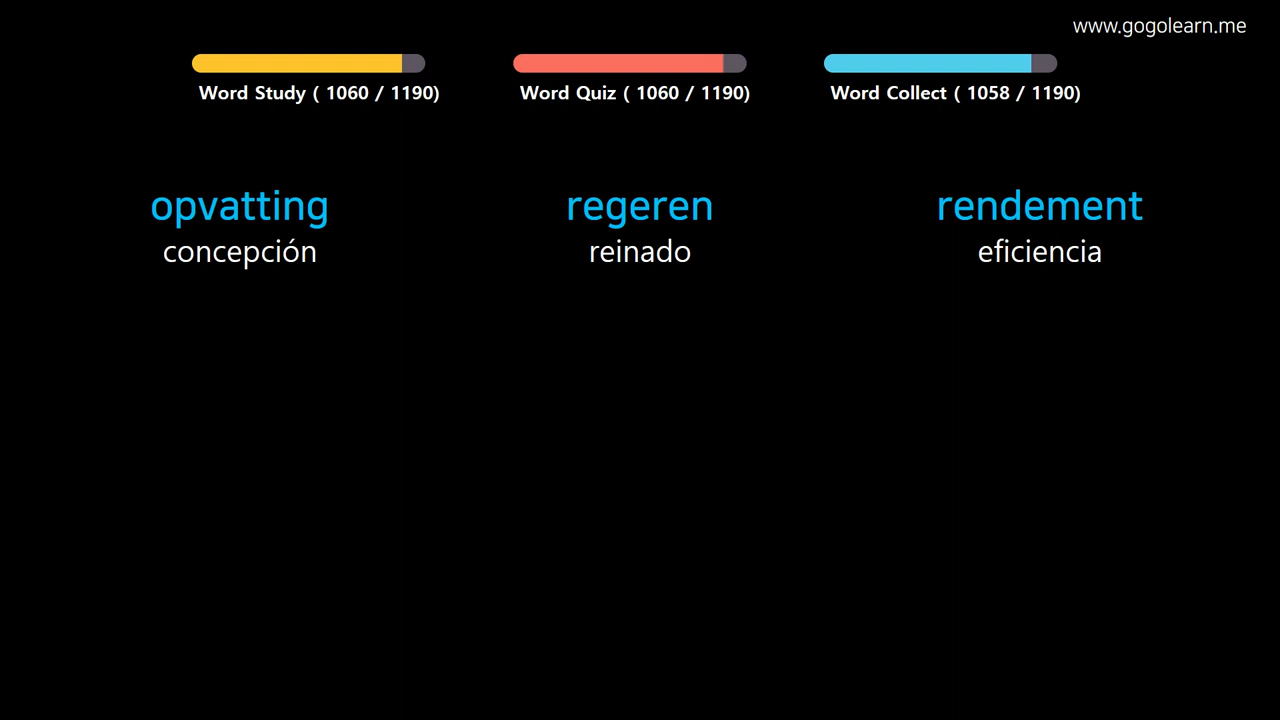 www.gogolearn.me
Word Study ( 1060 / 1190)
Word Quiz ( 1060 / 1190)
Word Collect ( 1058 / 1190)
opvatting
concepción
regeren
reinado
rendement
eficiencia